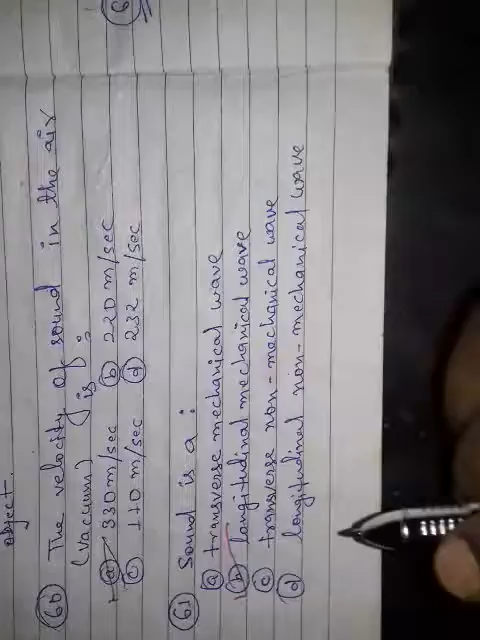 object.
60 The velocity of sound in the air
(vacuum) is :
a 330 m/sec b 220 m/sec
c 110 m/sec d 232 m/sec
61 Sound is a :
a transverse mechanical wave
b longitudinal mechanical wave
c transverse non-mechanical wave
d longitudinal non-mechanical wave